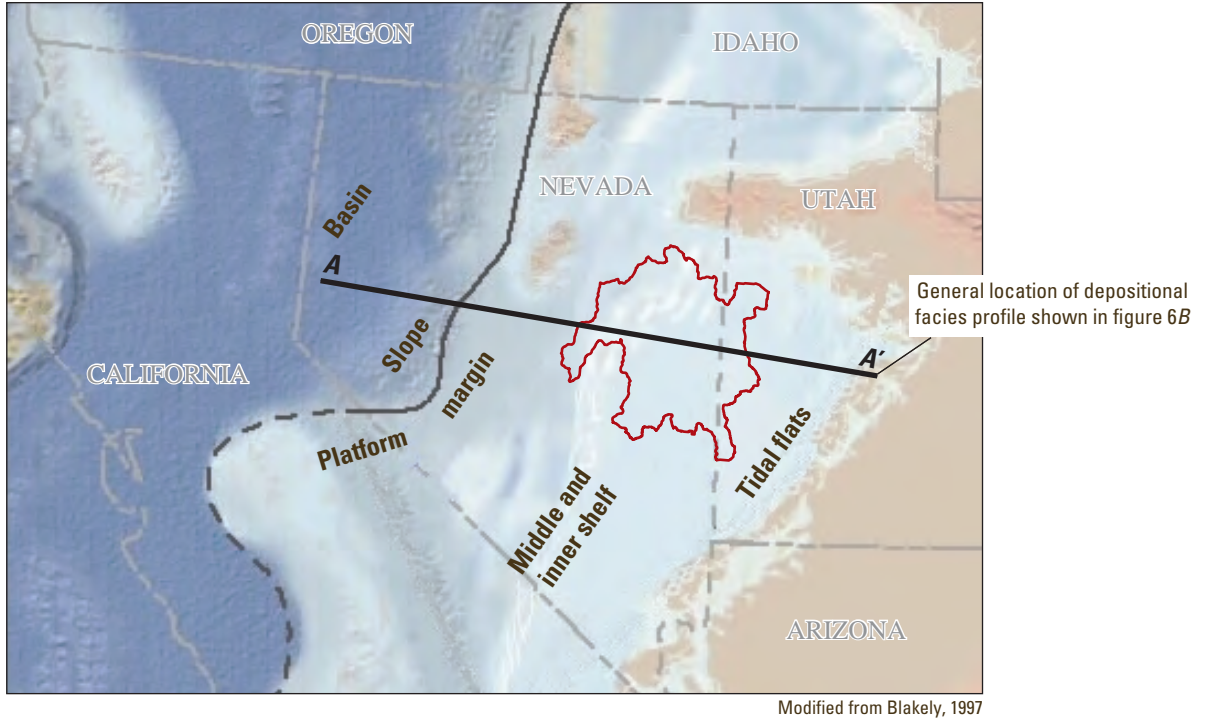 OREGON
IDAHO
NEVADA
UTAH
Basin
A
General location of depositional
facies profile shown in figure 6B
Slope
A′
CALIFORNIA
margin
Platform
Tidal flats
Middle and
inner shelf
ARIZONA
Modified from Blakely, 1997